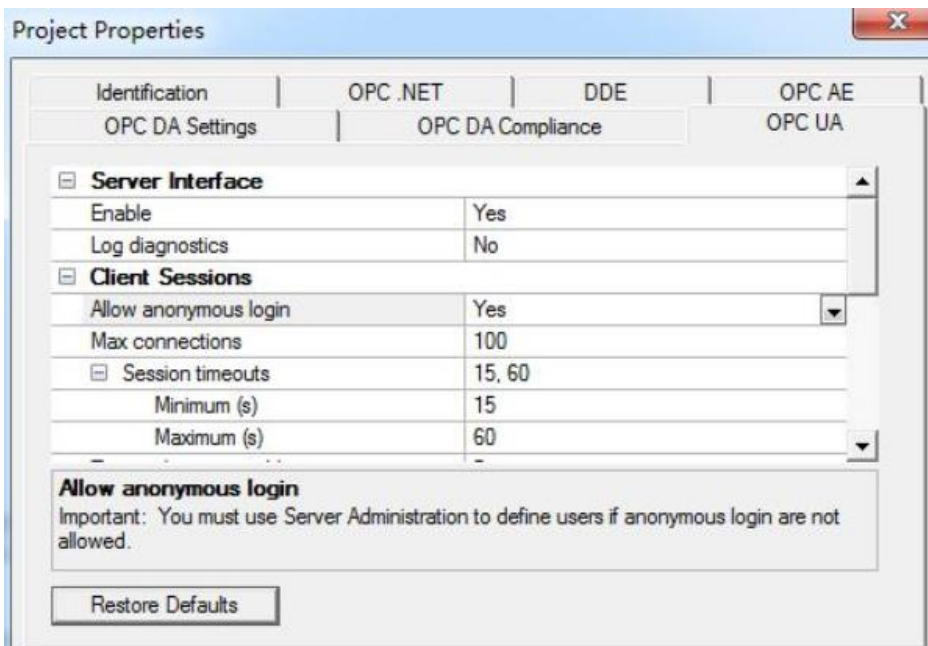 Project Properties
Identification OPC .NET DDE OPC AE
OPC DA Settings OPC DA Compliance OPC UA
Server Interface
Enable Yes
Log diagnostics No
Client Sessions
Allow anonymous login Yes
Max connections 100
Session timeouts 15, 60
Minimum (s) 15
Maximum (s) 60
Allow anonymous login
Important: You must use Server Administration to define users if anonymous login are not
allowed.
Restore Defaults